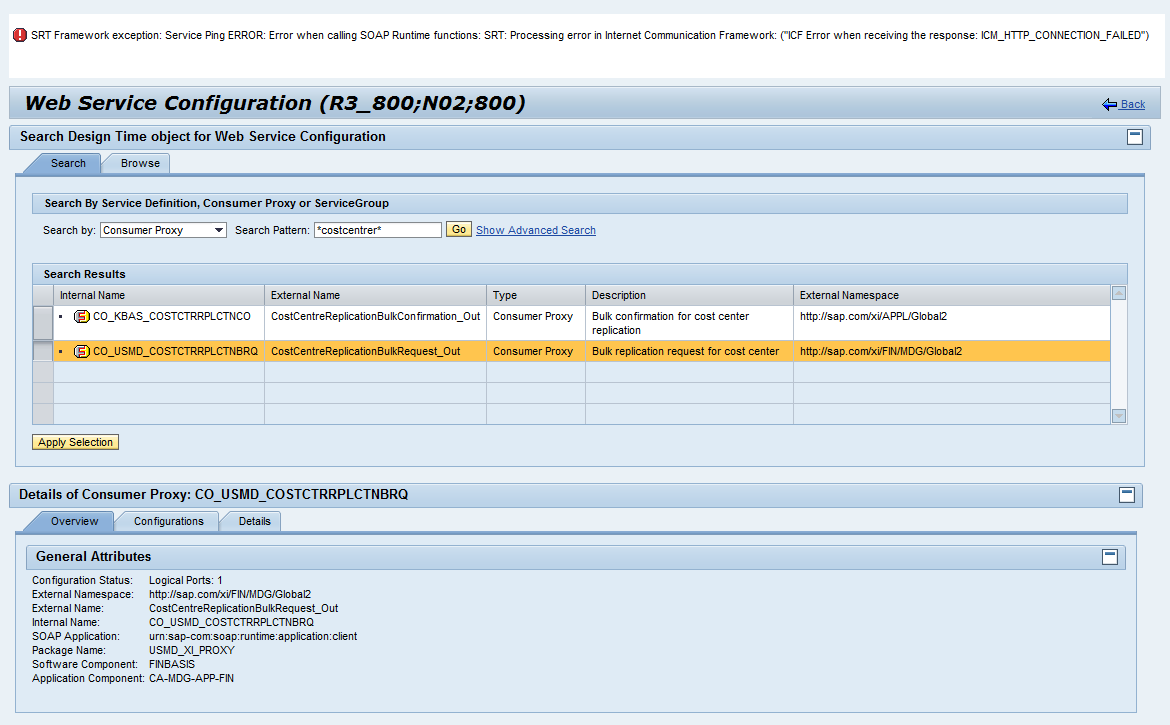 SRT Framework exception: Service Ping ERROR: Error when calling SOAP Runtime functions: SRT: Processing error in Internet Communication Framework: ("ICF Error when receiving the response: ICM_HTTP_CONNECTION_FAILED")
Web Service Configuration (R3_800;N02;800)
Back
Search Design Time object for Web Service Configuration
Search Browse
Search By Service Definition, Consumer Proxy or ServiceGroup
Search by: Consumer Proxy Search Pattern: *costcentrer* Go Show Advanced Search
Search Results
Internal Name External Name Type Description External Namespace
CO_KBAS_COSTCTRRPLCTNCO CostCentreReplicationBulkConfirmation_Out Consumer Proxy Bulk confirmation for cost center http://sap.com/xi/APPL/Global2
replication
CO_USMD_COSTCTRRPLCTNBRQ CostCentreReplicationBulkRequest_Out Consumer Proxy Bulk replication request for cost center http://sap.com/xi/FIN/MDG/Global2
Apply Selection
Details of Consumer Proxy: CO_USMD_COSTCTRRPLCTNBRQ
Overview Configurations Details
General Attributes
Configuration Status: Logical Ports: 1
External Namespace: http://sap.com/xi/FIN/MDG/Global2
External Name: CostCentreReplicationBulkRequest_Out
Internal Name: CO_USMD_COSTCTRRPLCTNBRQ
SOAP Application: urn:sap-com:soap:runtime:application:client
Package Name: USMD_XI_PROXY
Software Component: FINBASIS
Application Component: CA-MDG-APP-FIN